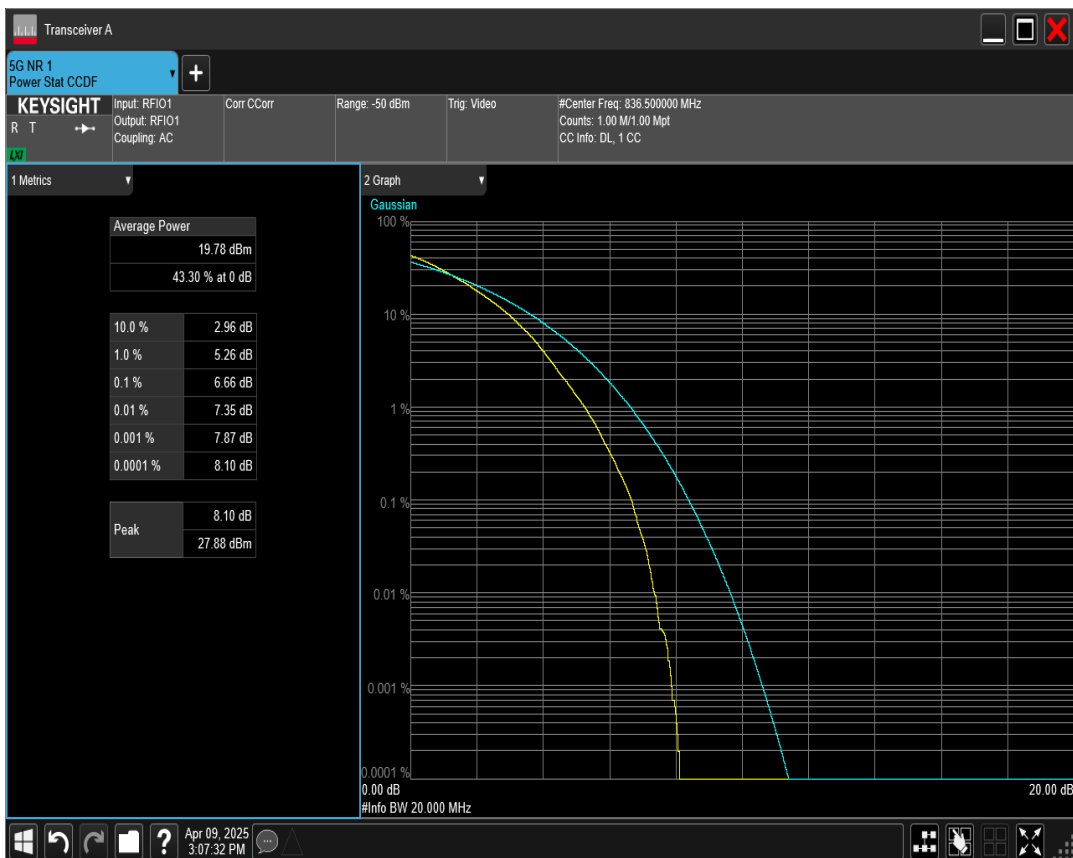 Transceiver A
5G NR 1
Power Stat CCDF
+
KEYSIGHT
R T
LXI
Input: RFIO1
Output: RFIO1
Coupling: AC
Corr CCorr
Range: -50 dBm
Trig: Video
#Center Freq: 836.500000 MHz
Counts: 1.00 M/1.00 Mpt
CC Info: DL, 1 CC
1 Metrics
Average Power
19.78 dBm
43.30 % at 0 dB
10.0 % 2.96 dB
1.0 % 5.26 dB
0.1 % 6.66 dB
0.01 % 7.35 dB
0.001 % 7.87 dB
0.0001 % 8.10 dB
Peak
8.10 dB
27.88 dBm
2 Graph
Gaussian
100 %
10 %
1 %
0.1 %
0.01 %
0.001 %
0.0001 %
0.00 dB 20.00 dB
#Info BW 20.000 MHz
?
Apr 09, 2025
3:07:32 PM